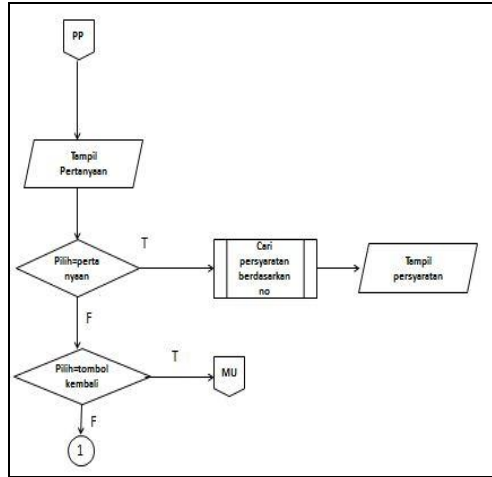 PP
Tampil
Pertanyaan
Pilih=perta
nyaan
T
Cari
persyaratan
berdasarkan
no
Tampil
persyaratan
F
Pilih=tombol
kembali
T
MU
F
1